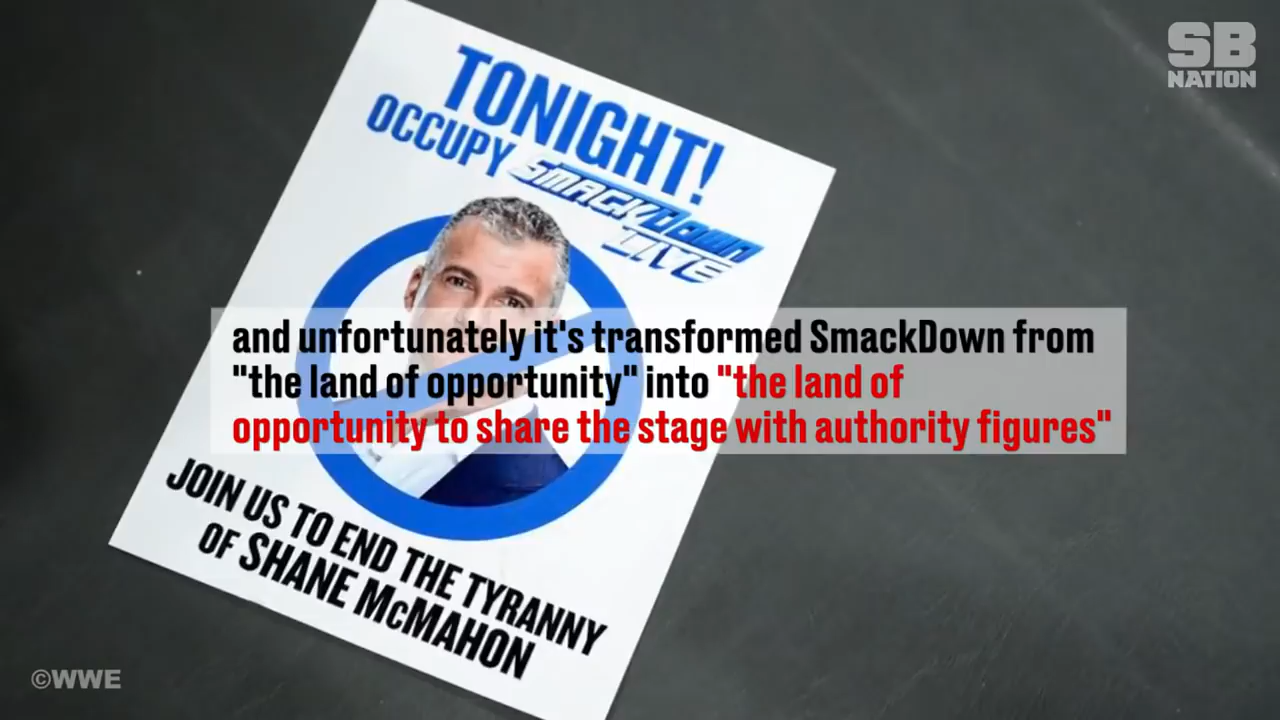 SB
NATION
TONIGHT!
OCCUPY SMACKDOWN
LIVE
and unfortunately it's transformed SmackDown from
"the land of opportunity" into "the land of
opportunity to share the stage with authority figures"
JOIN US TO END THE TYRANNY
OF SHANE McMAHON
©WWE